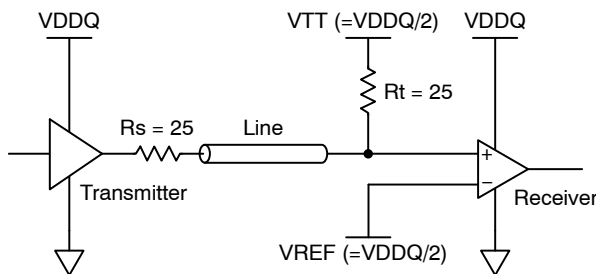 VDDQ
VTT (=VDDQ/2)
VDDQ
Rs = 25
Line
Rt = 25
+
−
Transmitter
Receiver
VREF (=VDDQ/2)